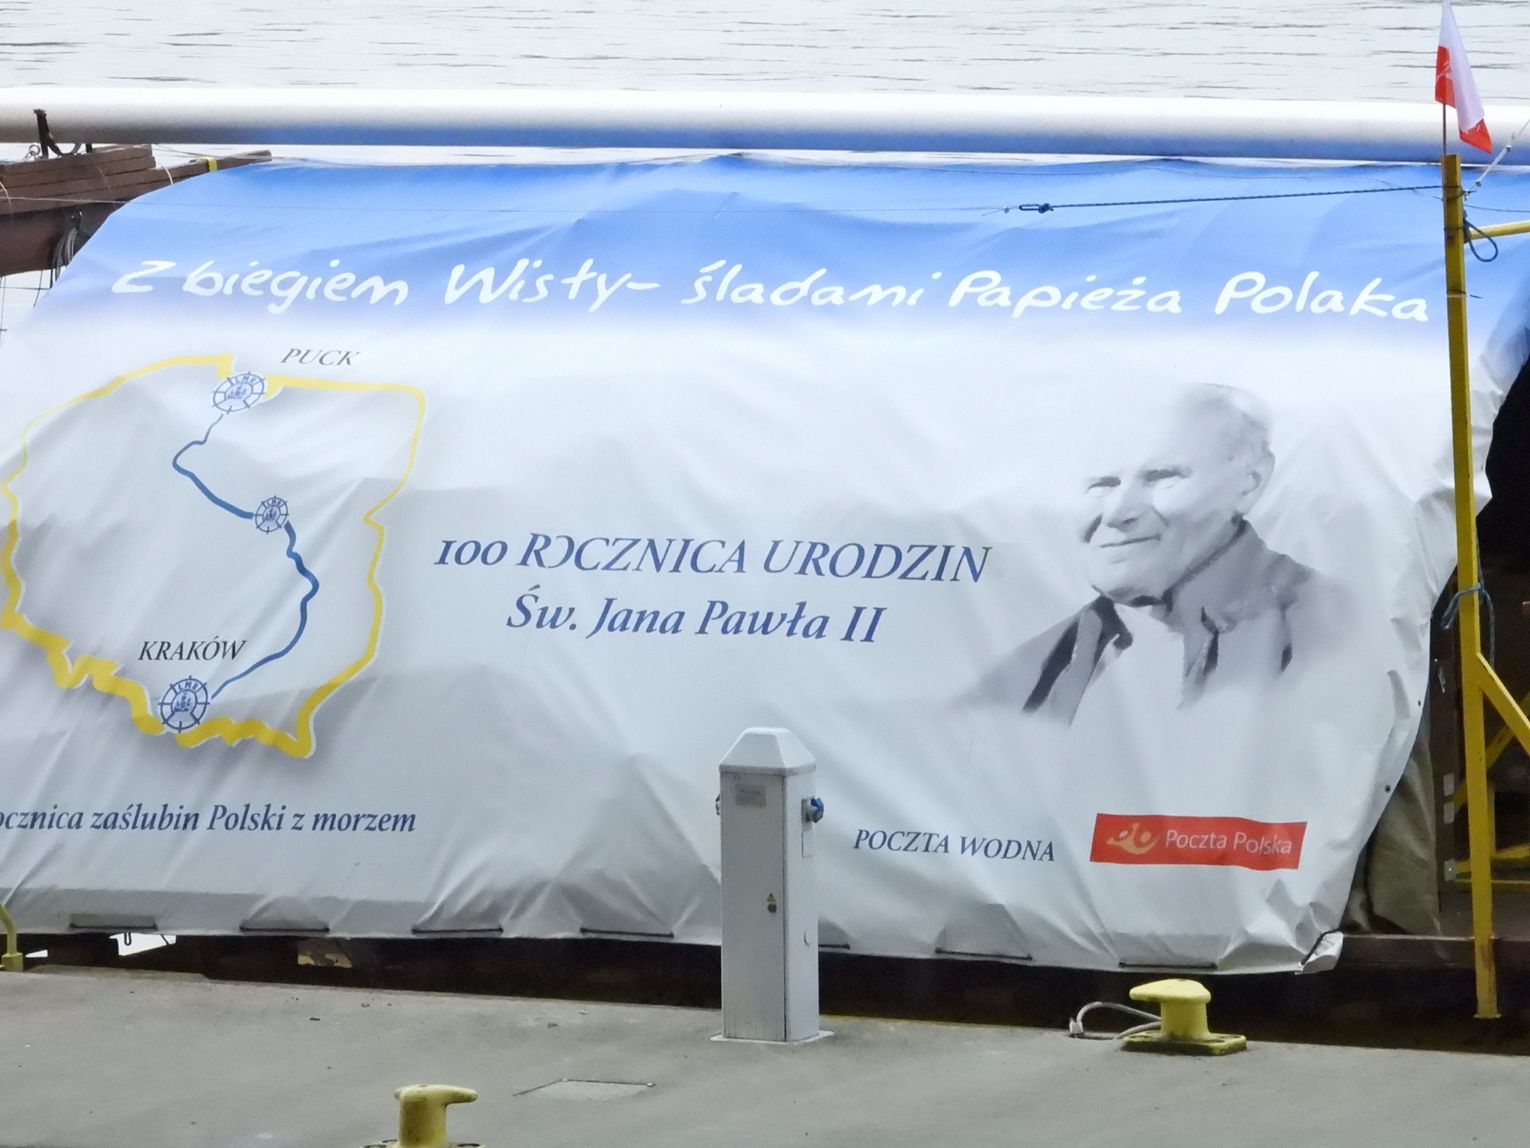 Z biegiem Wisły- śladami Papieża Polaka
PUCK
100 ROCZNICA URODZIN
Św. Jana Pawła II
KRAKÓW
zaślubin Polski z morzem
POCZTA WODNA
Poczta Polska